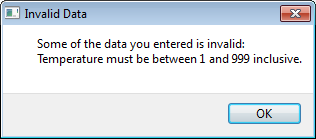 Invalid Data
Some of the data you entered is invalid:
Temperature must be between 1 and 999 inclusive.
OK